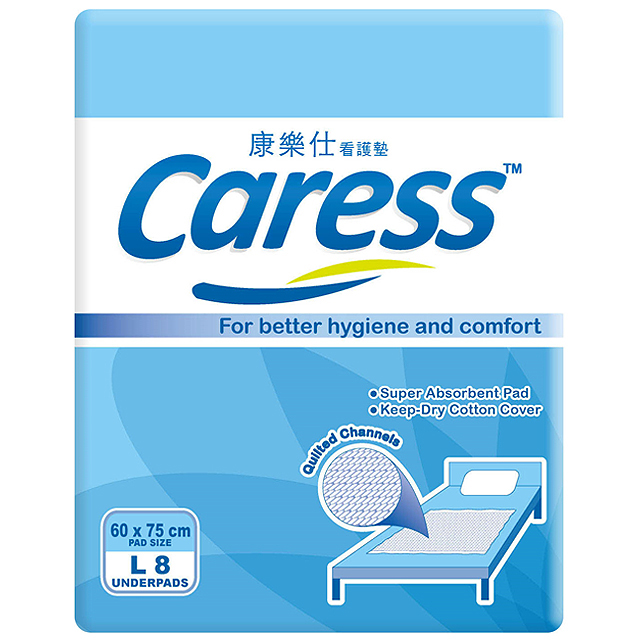 康樂仕看護墊
Caress™
For better hygiene and comfort
•Super Absorbent Pad
•Keep-Dry Cotton Cover
Quilted Channels
60 x 75 cm
PAD SIZE
L 8
UNDERPADS